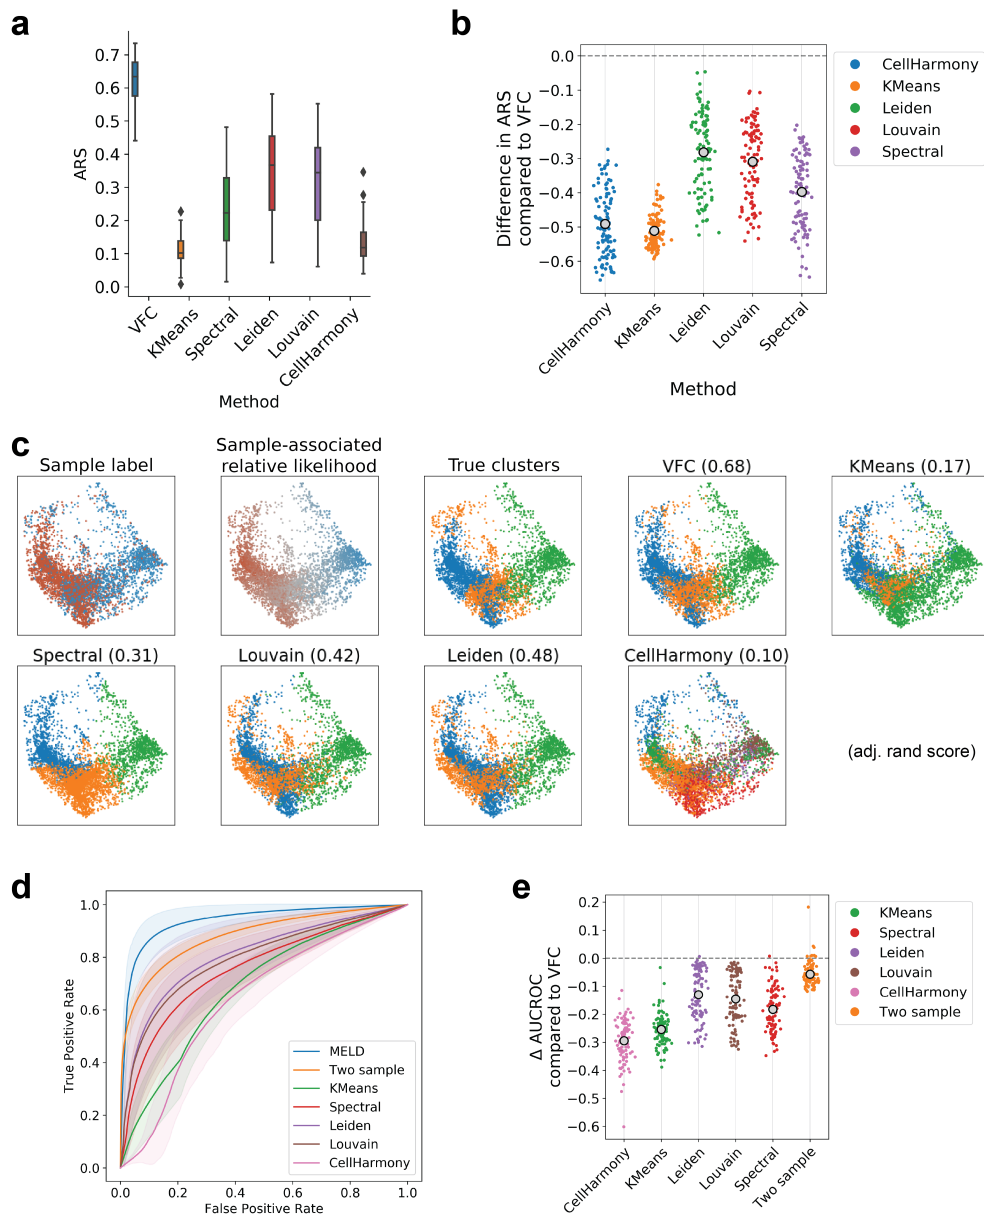 a
0.7
0.6
0.5
0.4
0.3
0.2
0.1
0.0
ARS
VFC
KMeans
Spectral
Leiden
Louvain
CellHarmony
Method
b
0.0
−0.1
−0.2
−0.3
−0.4
−0.5
−0.6
Difference in ARS
compared to VFC
CellHarmony
KMeans
Leiden
Louvain
Spectral
Method
CellHarmony
KMeans
Leiden
Louvain
Spectral
c
Sample label
Sample-associated
relative likelihood
True clusters
VFC (0.68)
KMeans (0.17)
Spectral (0.31)
Louvain (0.42)
Leiden (0.48)
CellHarmony (0.10)
(adj. rand score)
d
1.0
0.8
0.6
0.4
0.2
0.0
True Positive Rate
0.0
0.2
0.4
0.6
0.8
1.0
False Positive Rate
MELD
Two sample
KMeans
Spectral
Leiden
Louvain
CellHarmony
e
0.2
0.1
0.0
−0.1
−0.2
−0.3
−0.4
−0.5
−0.6
Δ AUCROC
compared to VFC
CellHarmony
KMeans
Leiden
Louvain
Spectral
Two sample
KMeans
Spectral
Leiden
Louvain
CellHarmony
Two sample